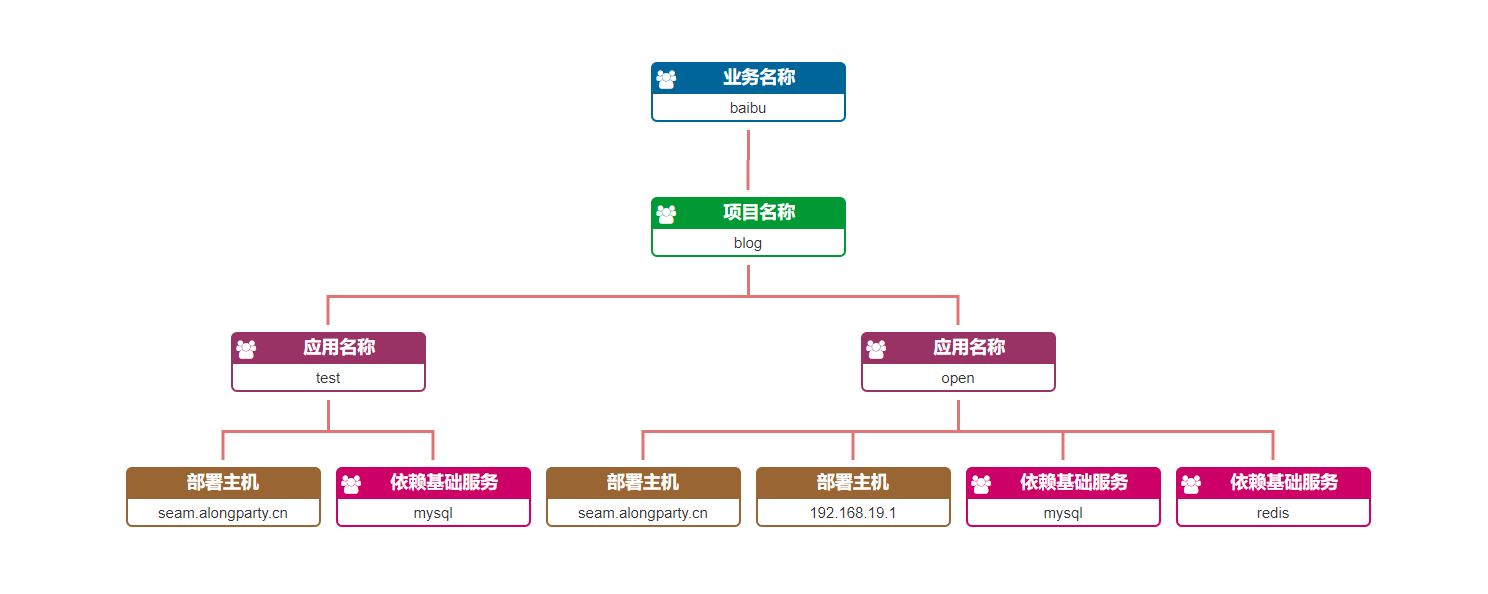 业务名称
baibu
项目名称
blog
应用名称
test
应用名称
open
部署主机
seam.alongparty.cn
依赖基础服务
mysql
部署主机
seam.alongparty.cn
部署主机
192.168.19.1
依赖基础服务
mysql
依赖基础服务
redis